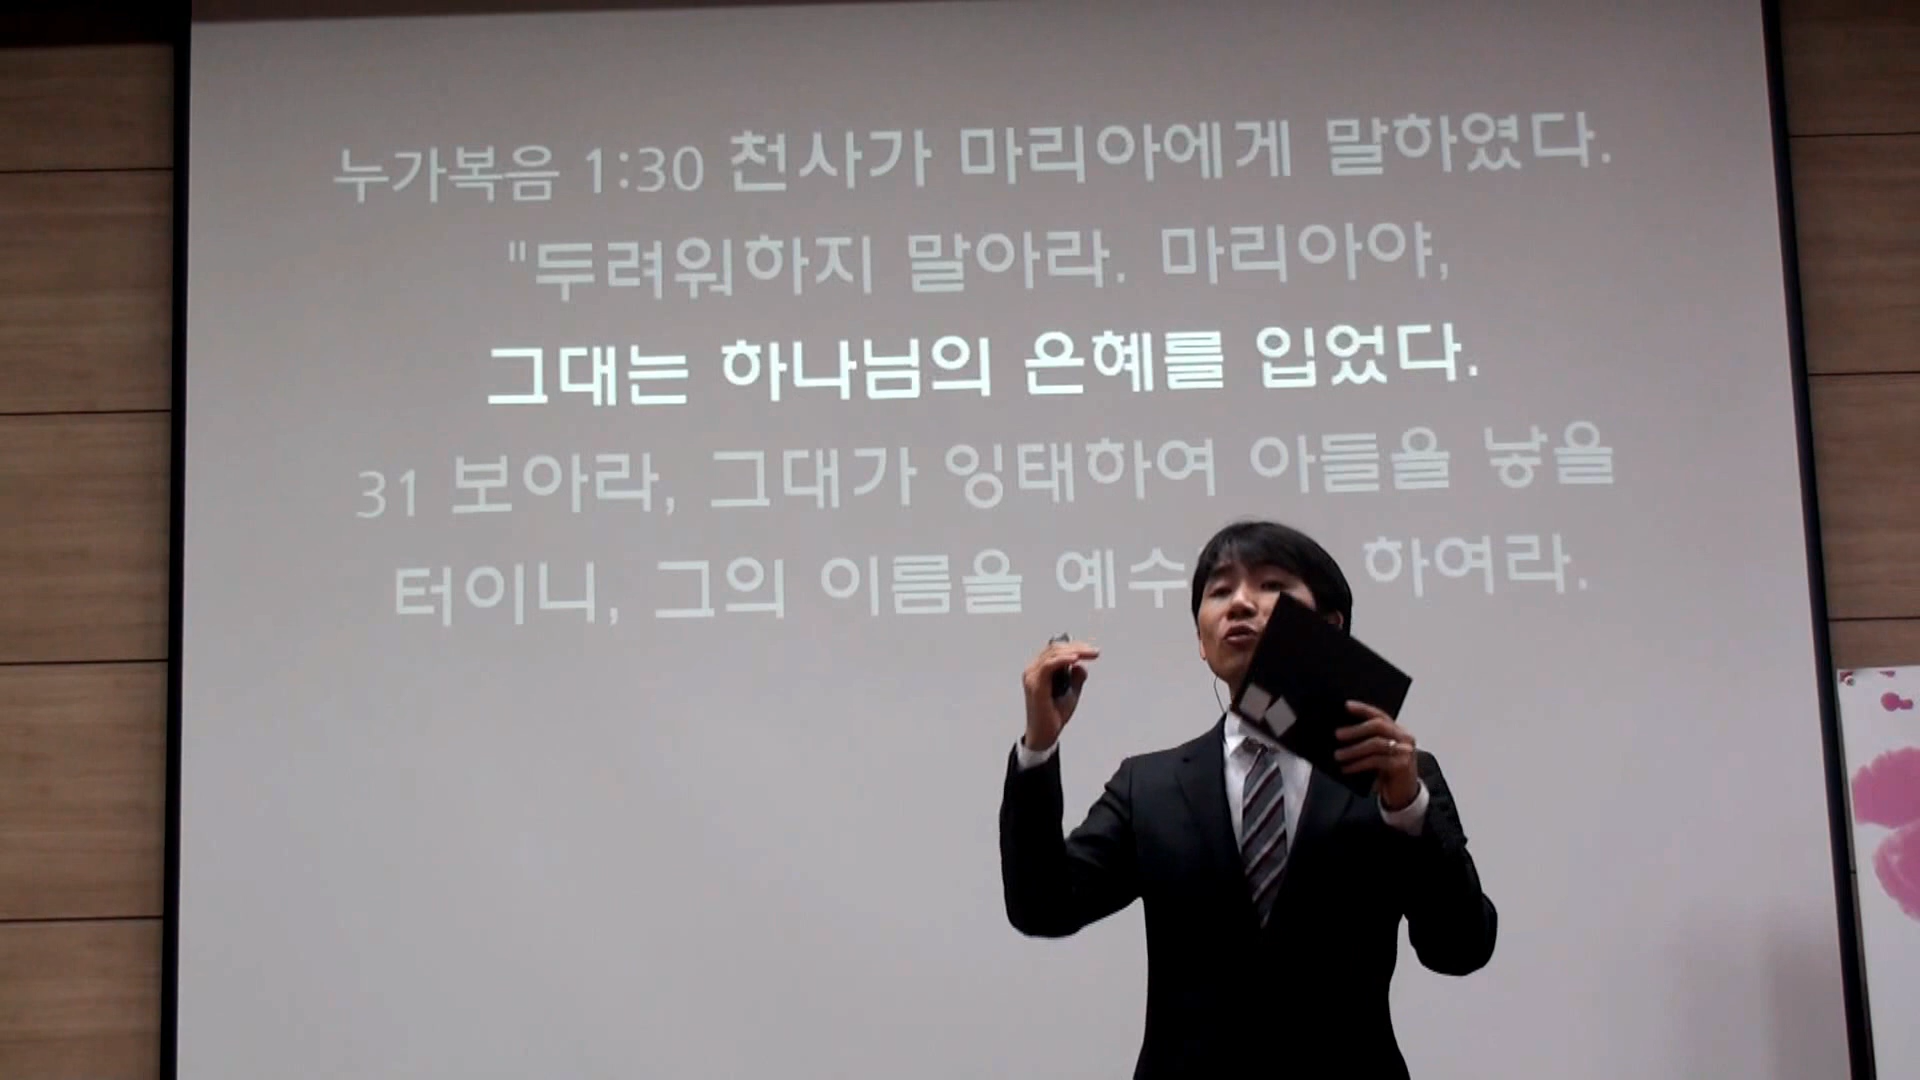 누가복음 1:30 천사가 마리아에게 말하였다.
"두려워하지 말아라. 마리아야,
그대는 하나님의 은혜를 입었다.
31 보아라, 그대가 잉태하여 아들을 낳을
터이니, 그의 이름을 예수 하여라.